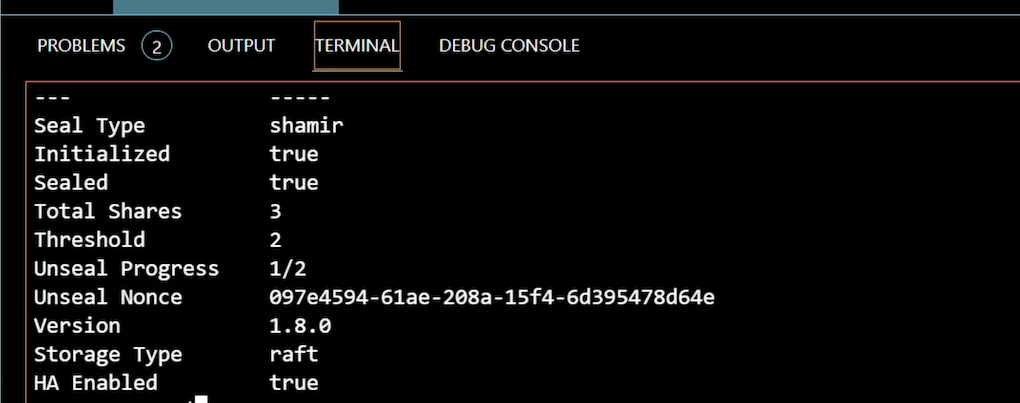 PROBLEMS 2 OUTPUT TERMINAL DEBUG CONSOLE
--- -----
Seal Type shamir
Initialized true
Sealed true
Total Shares 3
Threshold 2
Unseal Progress 1/2
Unseal Nonce 097e4594-61ae-208a-15f4-6d395478d64e
Version 1.8.0
Storage Type raft
HA Enabled true